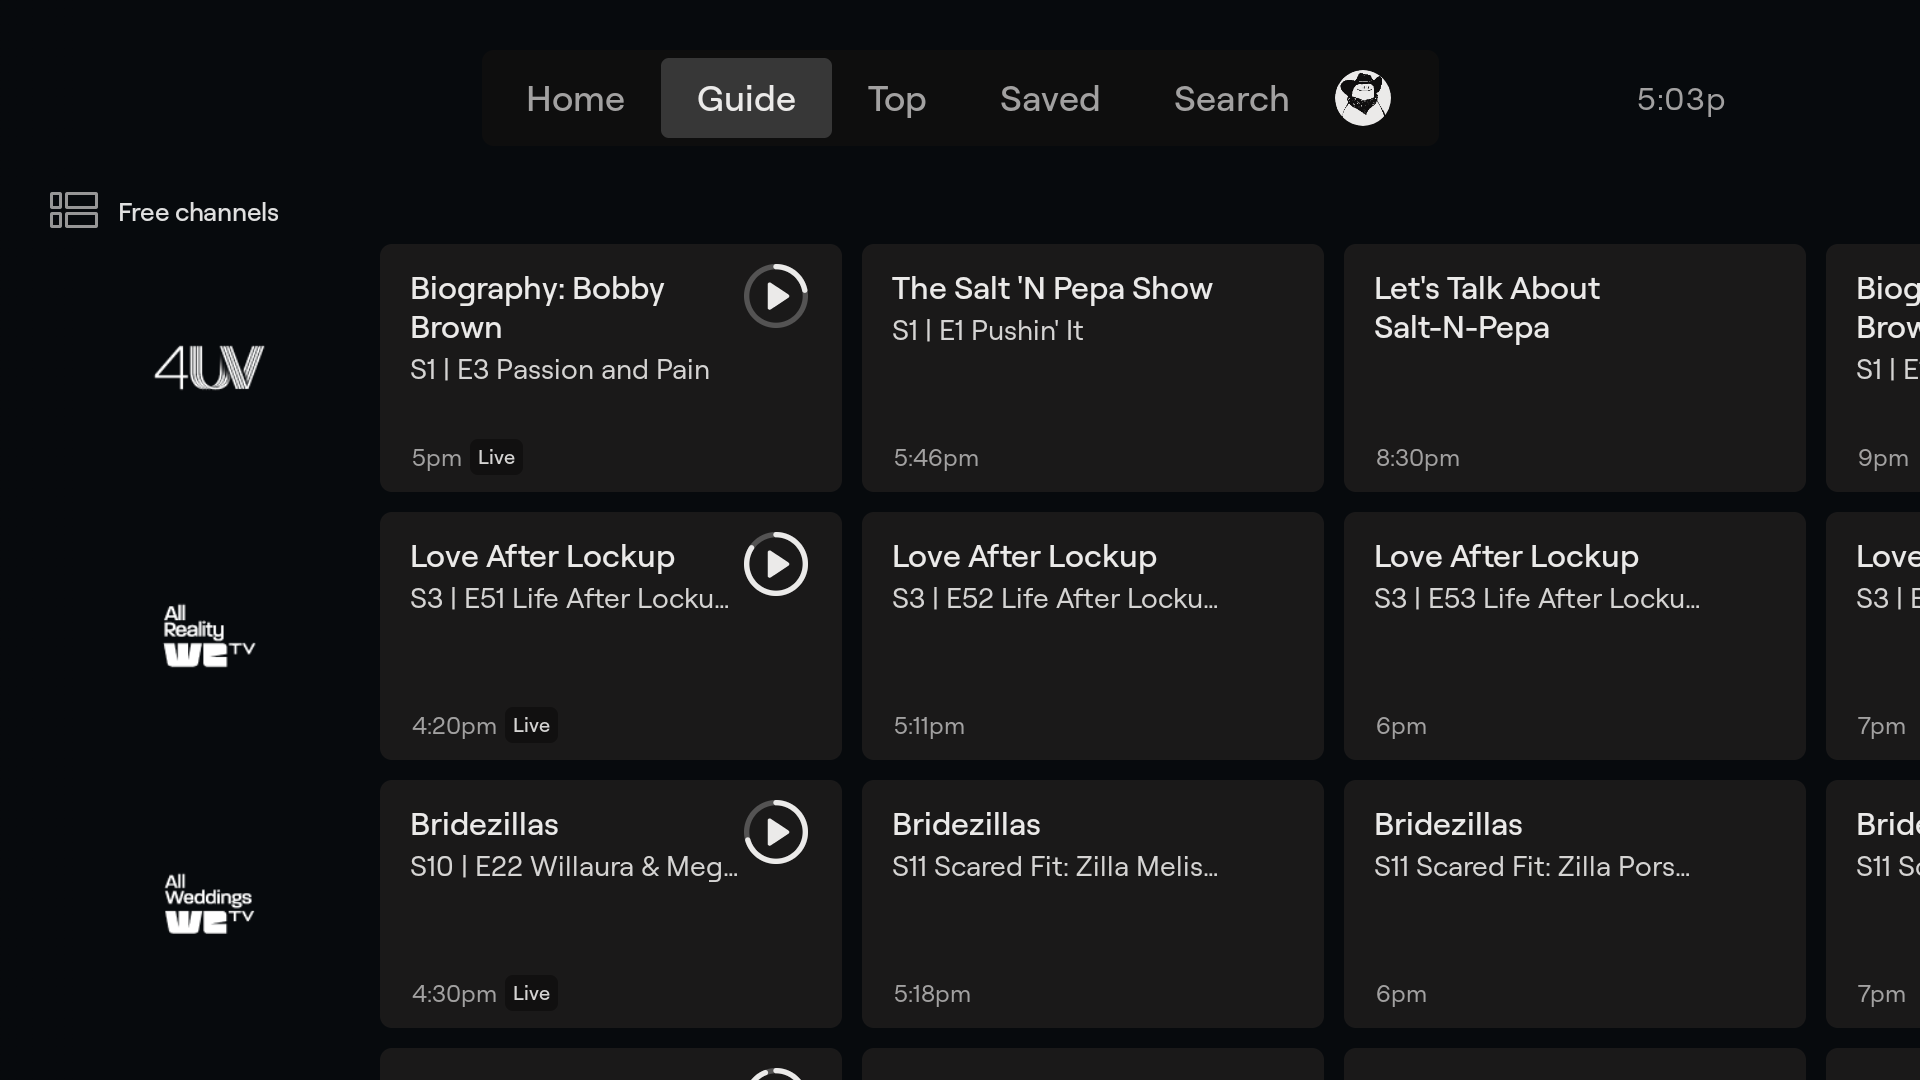 Home
Guide
Top
Saved
Search
5:03p
Free channels
4UV
Biography: Bobby
Brown
S1 | E3 Passion and Pain
5pm
Live
The Salt 'N Pepa Show
S1 | E1 Pushin' It
5:46pm
Let's Talk About
Salt-N-Pepa
8:30pm
Biog
Brow
S1 | E
9pm
All
Reality
WE TV
Love After Lockup
S3 | E51 Life After Locku...
4:20pm
Live
Love After Lockup
S3 | E52 Life After Locku...
5:11pm
Love After Lockup
S3 | E53 Life After Locku...
6pm
Love
S3 | E
7pm
All
Weddings
WE TV
Bridezillas
S10 | E22 Willaura & Meg...
4:30pm
Live
Bridezillas
S11 Scared Fit: Zilla Melis...
5:18pm
Bridezillas
S11 Scared Fit: Zilla Pors...
6pm
Bride
S11 Sc
7pm